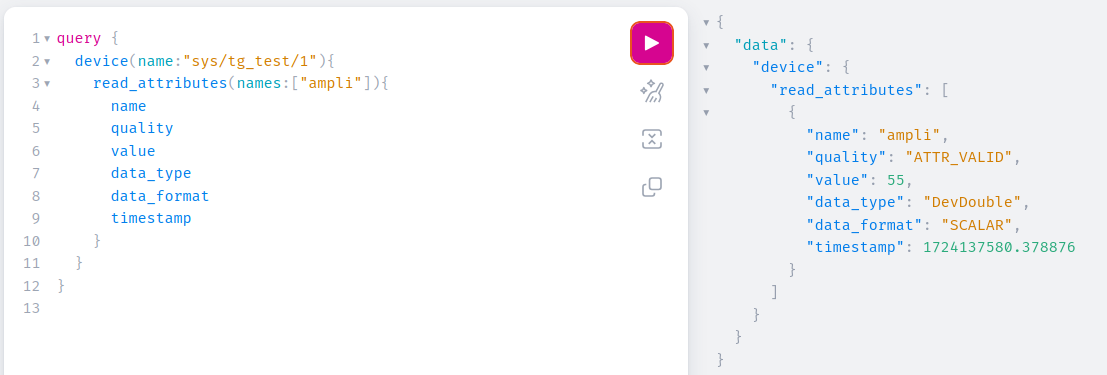 1 query {
2 device(name:"sys/tg_test/1"){
3 read_attributes(names:["ampli"]){
4 name
5 quality
6 value
7 data_type
8 data_format
9 timestamp
10 }
11 }
12 }
13
{
"data": {
"device": {
"read_attributes": [
{
"name": "ampli",
"quality": "ATTR_VALID",
"value": 55,
"data_type": "DevDouble",
"data_format": "SCALAR",
"timestamp": 1724137580.378876
}
]
}
}
}